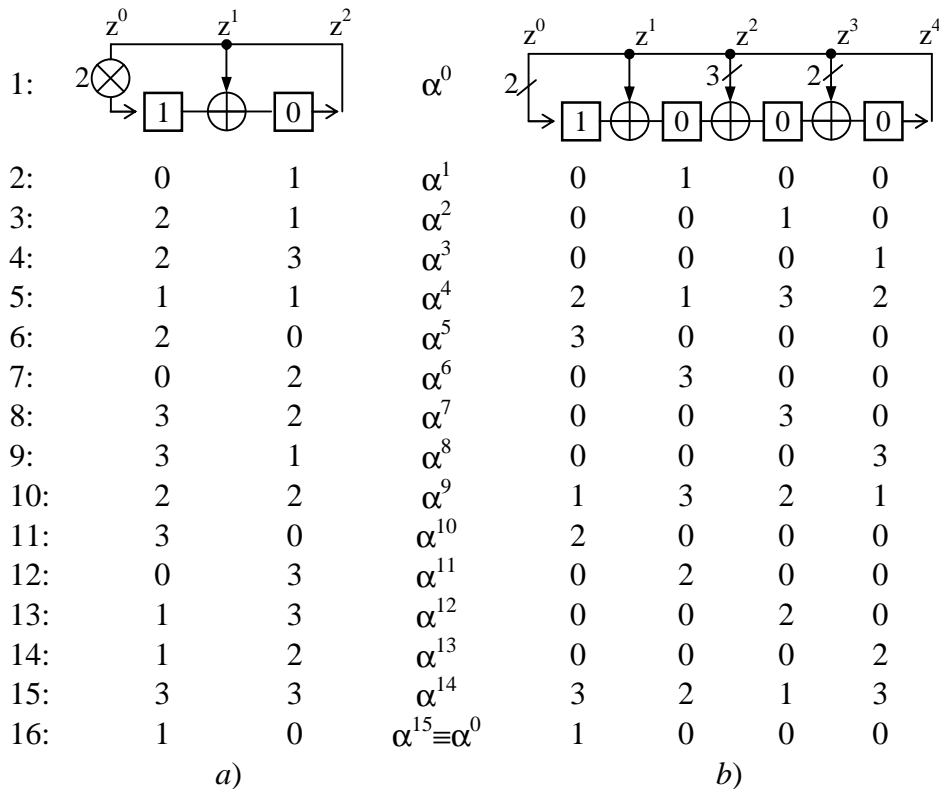 z⁰ z¹ z² z⁰ z¹ z² z³ z⁴
1: 2 α⁰ 2 3 2
1 0 1 0 0 0
2: 0 1 α¹ 0 1 0 0
3: 2 1 α² 0 0 1 0
4: 2 3 α³ 0 0 0 1
5: 1 1 α⁴ 2 1 3 2
6: 2 0 α⁵ 3 0 0 0
7: 0 2 α⁶ 0 3 0 0
8: 3 2 α⁷ 0 0 3 0
9: 3 1 α⁸ 0 0 0 3
10: 2 2 α⁹ 1 3 2 1
11: 3 0 α¹⁰ 2 0 0 0
12: 0 3 α¹¹ 0 2 0 0
13: 1 3 α¹² 0 0 2 0
14: 1 2 α¹³ 0 0 0 2
15: 3 3 α¹⁴ 3 2 1 3
16: 1 0 α¹⁵≡α⁰ 1 0 0 0
a) b)